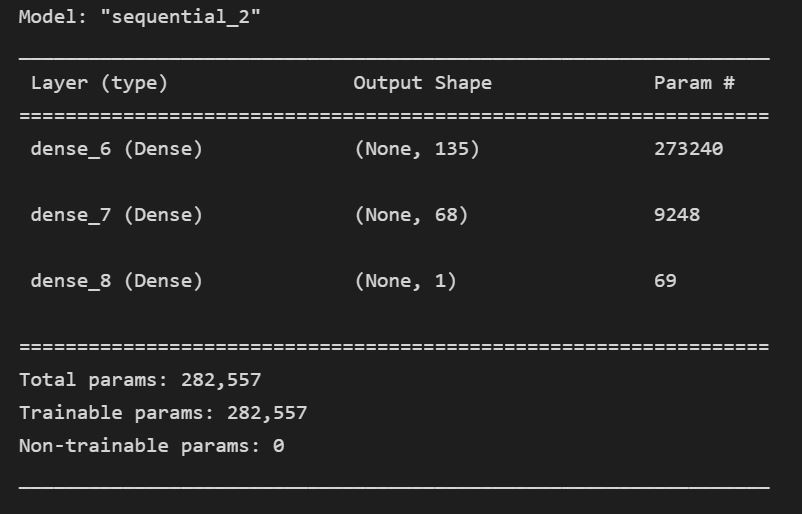 Model: "sequential_2"
_________________________________________________________________
Layer (type)                Output Shape              Param #
=================================================================
dense_6 (Dense)             (None, 135)               273240
dense_7 (Dense)             (None, 68)                9248
dense_8 (Dense)             (None, 1)                 69
=================================================================
Total params: 282,557
Trainable params: 282,557
Non-trainable params: 0
_________________________________________________________________